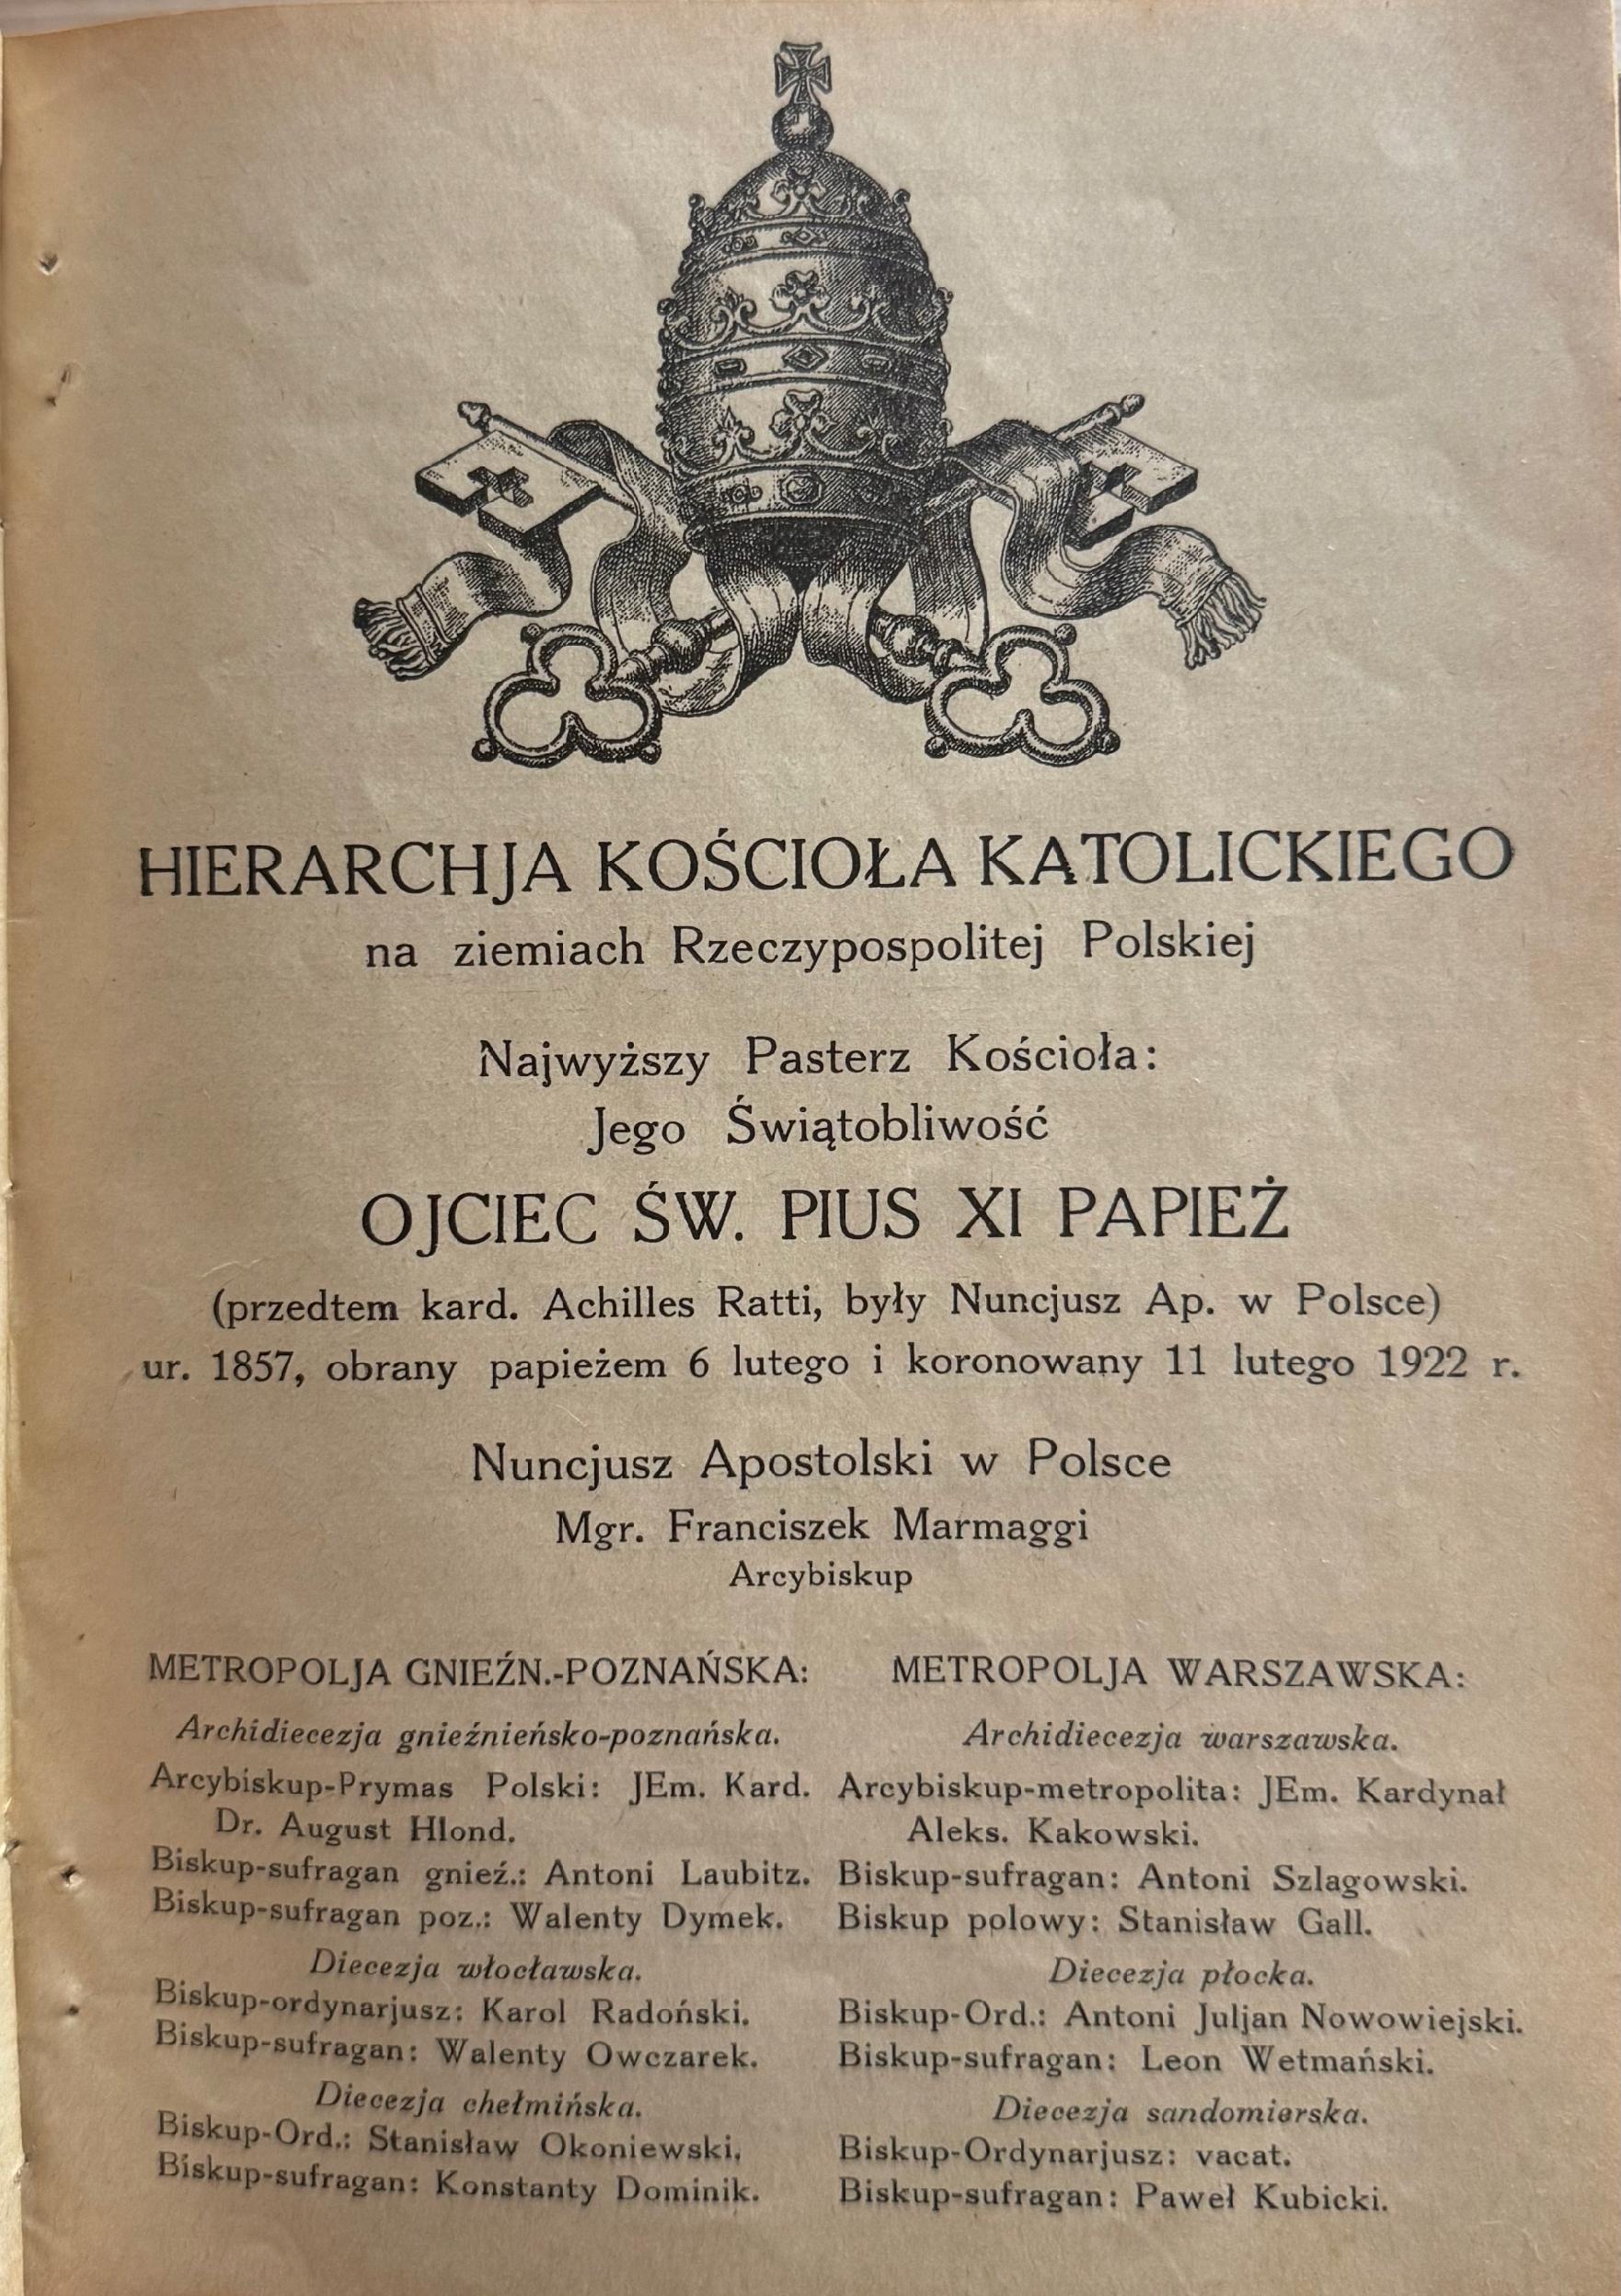 HIERARCHJA KOŚCIOŁA KATOLICKIEGO
na ziemiach Rzeczypospolitej Polskiej
Najwyższy Pasterz Kościoła:
Jego Świątobliwość
OJCIEC ŚW. PIUS XI PAPIEŻ
(przedtem kard. Achilles Ratti, były Nuncjusz Ap. w Polsce)
ur. 1857, obrany papieżem 6 lutego i koronowany 11 lutego 1922 r.
Nuncjusz Apostolski w Polsce
Mgr. Franciszek Marmaggi
Arcybiskup
METROPOLJA GNIEŹN.-POZNAŃSKA:
Archidiecezja gnieźnieńsko-poznańska.
Arcybiskup-Prymas Polski: JEm. Kard.
Dr. August Hlond.
Biskup-sufragan gnieź.: Antoni Laubitz.
Biskup-sufragan poz.: Walenty Dymek.
Diecezja włocławska.
Biskup-ordynarjusz: Karol Radoński.
Biskup-sufragan: Walenty Owczarek.
Diecezja chełmińska.
Biskup-Ord.: Stanisław Okoniewski.
Biskup-sufragan: Konstanty Dominik.
METROPOLJA WARSZAWSKA:
Archidiecezja warszawska.
Arcybiskup-metropolita: JEm. Kardynał
Aleks. Kakowski.
Biskup-sufragan: Antoni Szlagowski.
Biskup polowy: Stanisław Gall.
Diecezja płocka.
Biskup-Ord.: Antoni Juljan Nowowiejski.
Biskup-sufragan: Leon Wetmański.
Diecezja sandomierska.
Biskup-Ordynarjusz: vacat.
Biskup-sufragan: Paweł Kubicki.